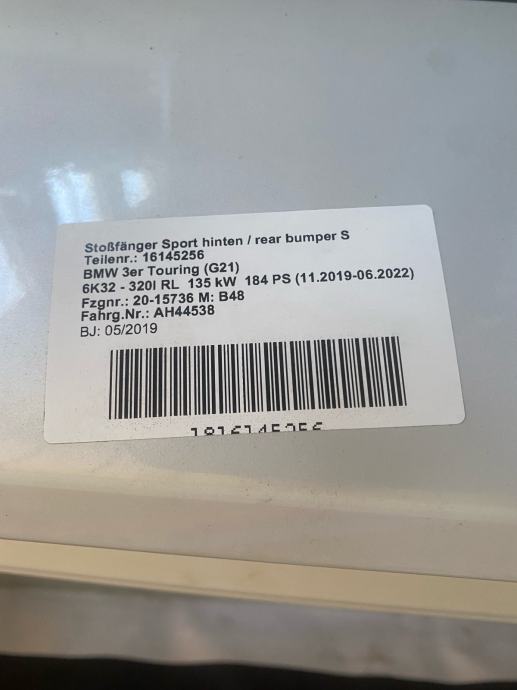 Stoßfänger Sport hinten / rear bumper S
Teilenr.: 16145256
BMW 3er Touring (G21)
6K32 - 320I RL 135 kW 184 PS (11.2019-06.2022)
Fzgnr.: 20-15736 M: B48
Fahrg.Nr.: AH44538
BJ: 05/2019
1816145256